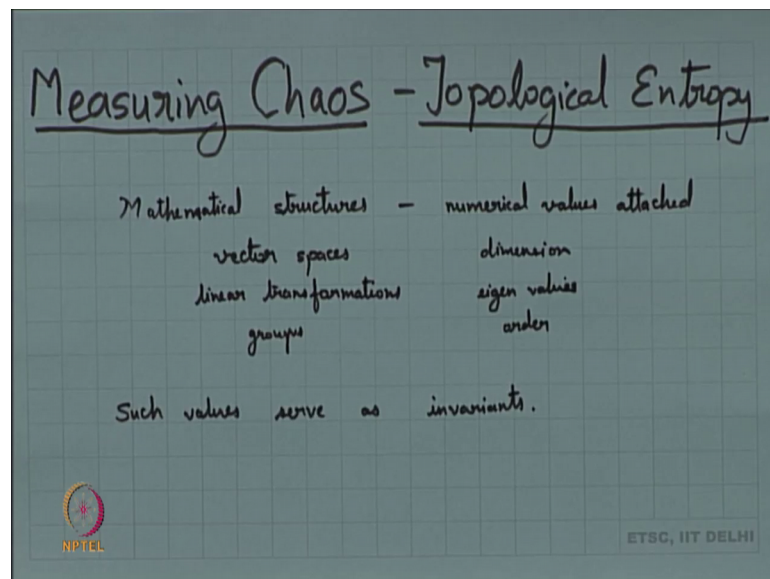 Measuring Chaos - Topological Entropy
Mathematical structures - numerical values attached
vector spaces dimension
linear transformations eigen values
groups order
Such values serve as invariants.
NPTEL
ETSC, IIT DELHI